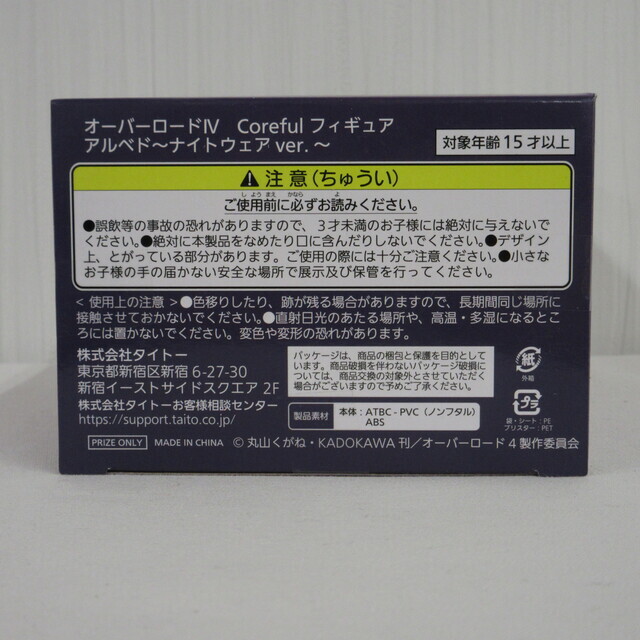 オーバーロードⅣ　Coreful フィギュア
アルベド～ナイトウェア ver. ～
対象年齢 15 才以上
注 意 (ちゅうい)
し よう まえ かなら よ
ご使用前に必ずお読みください。
●誤飲等の事故の恐れがありますので、３才未満のお子様には絶対に与えないで
ください。●絶対に本製品をなめたり口に含んだりしないでください。●デザイン
上、とがっている部分があります。ご使用の際には十分ご注意ください。●小さな
お子様の手の届かない安全な場所で展示及び保管を行ってください。
< 使用上の注意 > ●色移りしたり、跡が残る場合がありますので、長期間同じ場所に
接触させておかないでください。●直射日光のあたる場所や、高温・多湿になるとこ
ろには置かないでください。変色や変形の恐れがあります。
株式会社タイトー
東京都新宿区新宿 6-27-30
新宿イーストサイドスクエア 2F
株式会社タイトーお客様相談センター
https://support.taito.co.jp/
パッケージは、商品の梱包と保護を目的としています。
商品破損を伴わないパッケージ破損に
ついては、商品交換の対象外とさせていただく
場合がございますので予めご了承ください。
製品素材
本体：ATBC - PVC（ノンフタル）
ABS
紙
外箱
プラ
袋・シート：PE
ブリスター：PET
PRIZE ONLY
MADE IN CHINA
© 丸山くがね・KADOKAWA 刊／オーバーロード 4 製作委員会